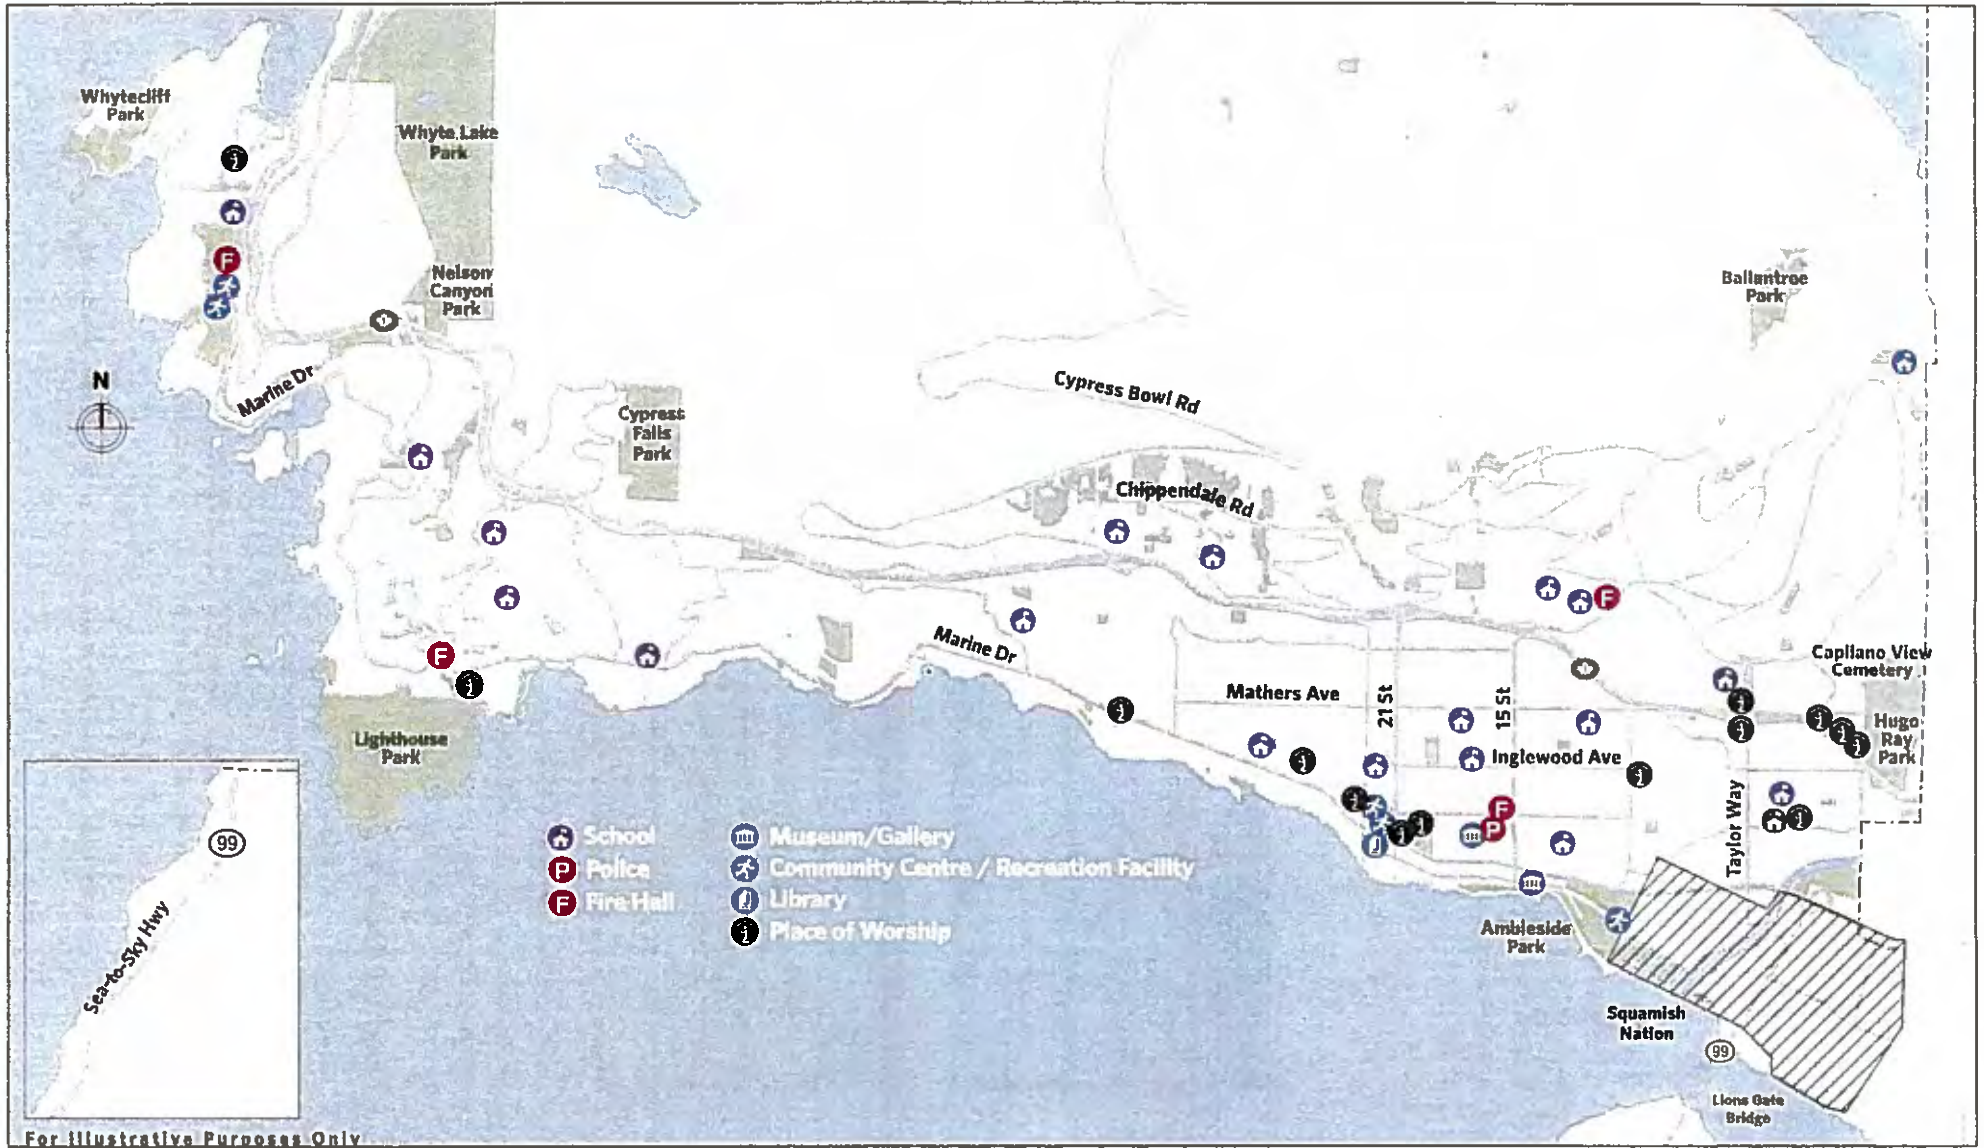 Whytecliff
Park
Whyte Lake
Park
Nelson
Canyon
Park
1
Ballantree
Park
N
Marine Dr
Cypress
Falls
Park
Cypress Bowl Rd
Chippendale Rd
F
F
F
Marine Dr
Mathers Ave
21 St
15 St
1
Capilano View
Cemetery
Hugo
Ray
Park
Inglewood Ave
Taylor Way
Lighthouse
Park
F
P
School
Museum/Gallery
P Police
Community Centre / Recreation Facility
F Fire Hall
Library
Place of Worship
99
Sea-to-Sky Hwy
Ambleside
Park
Squamish
Nation
99
Lions Gate
Bridge
For Illustrative Purposes Only